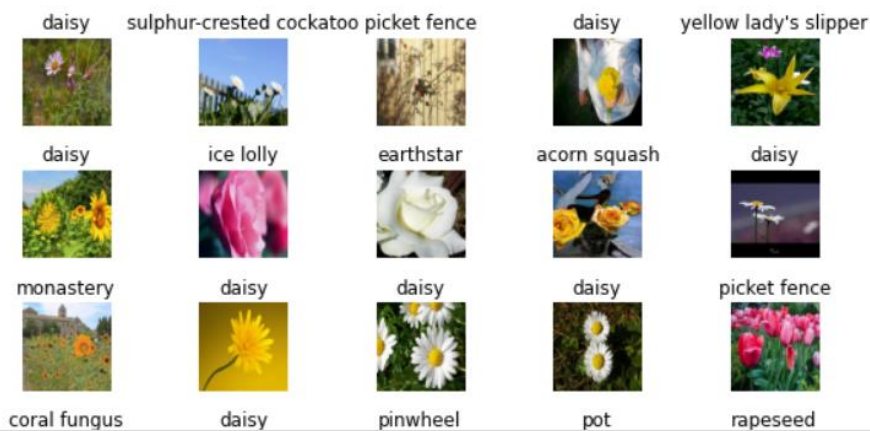 daisy sulphur-crested cockatoo picket fence daisy yellow lady's slipper
daisy ice lolly earthstar acorn squash daisy
monastery daisy daisy daisy picket fence
coral fungus daisy pinwheel pot rapeseed